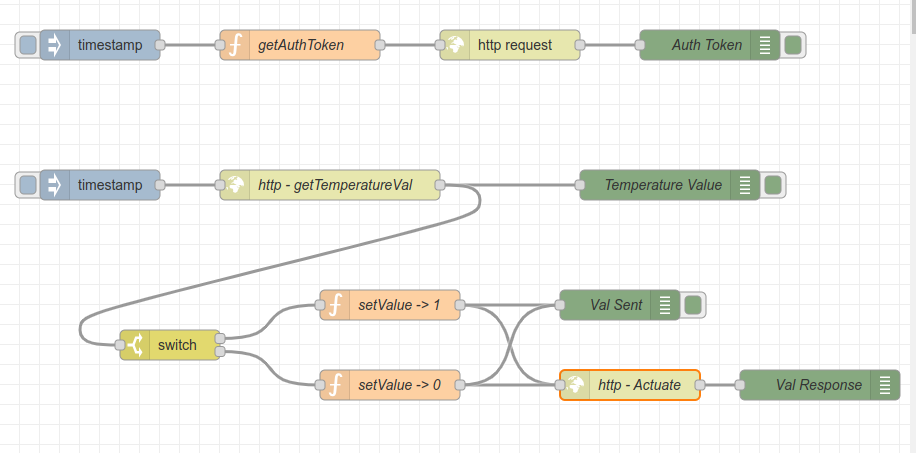 timestamp
getAuthToken
http request
Auth Token
timestamp
http - getTemperatureVal
Temperature Value
setValue -> 1
Val Sent
switch
setValue -> 0
http - Actuate
Val Response